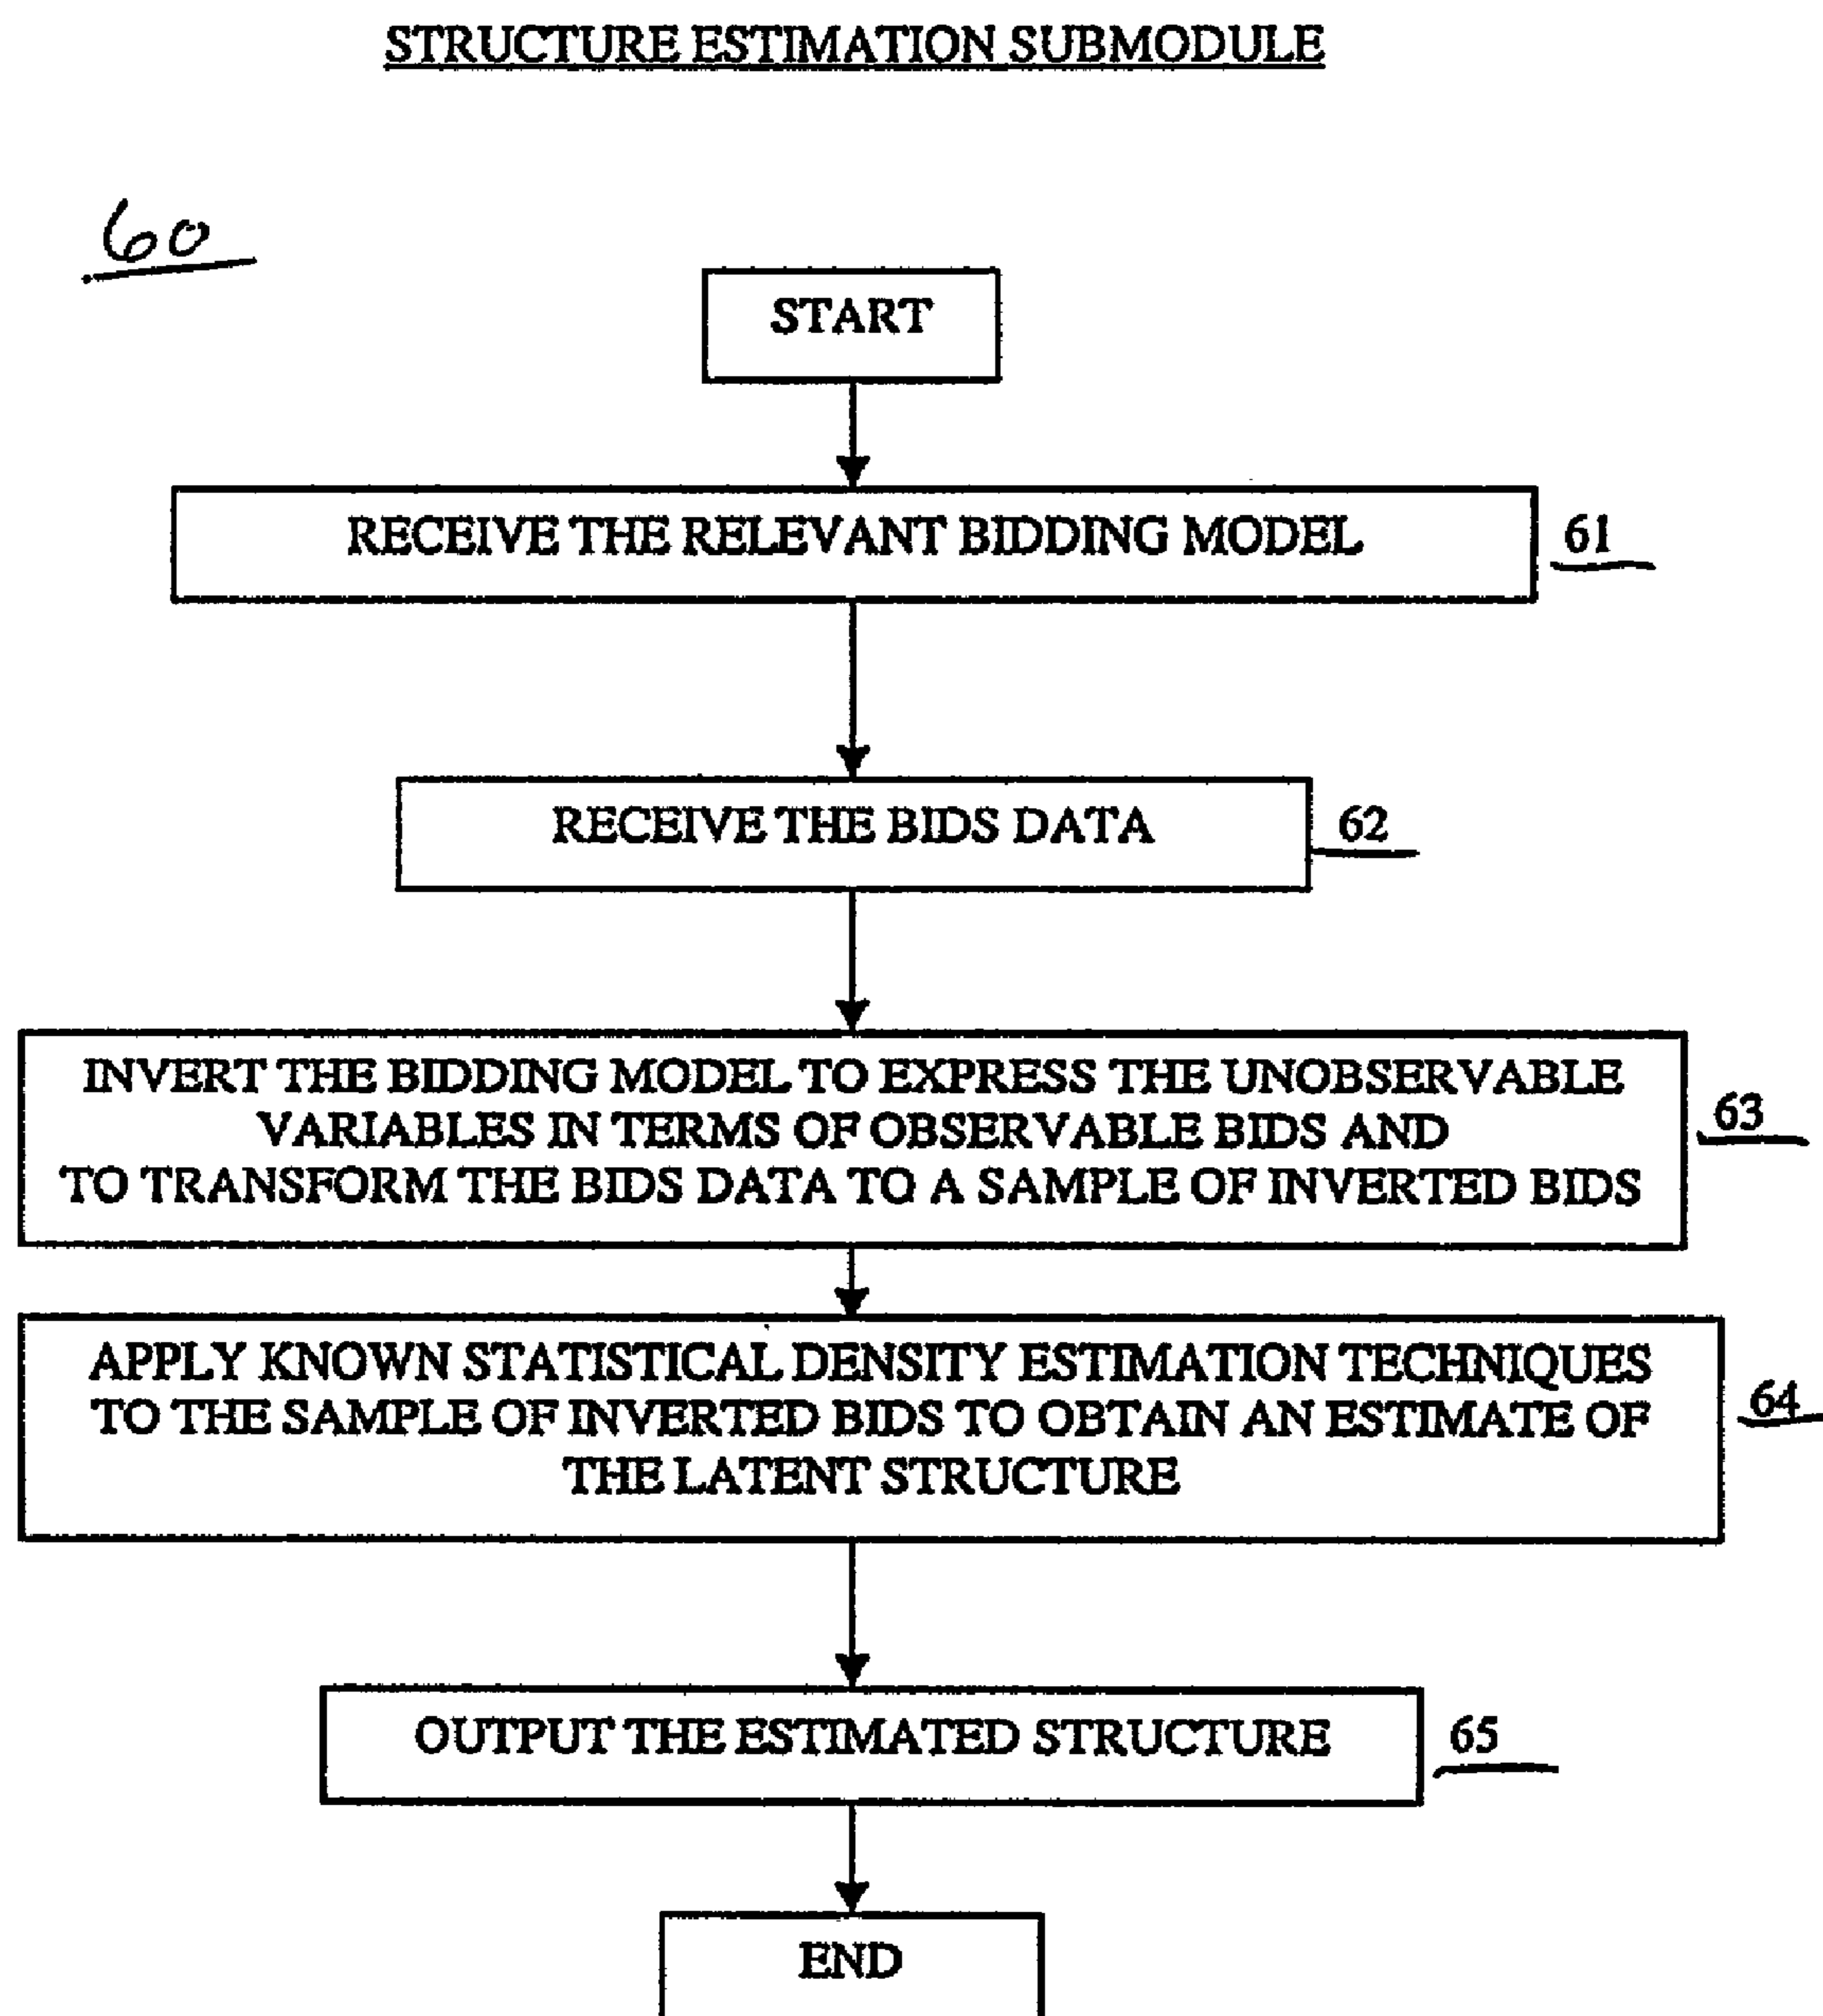 STRUCTURE ESTIMATION SUBMODULE
60
START
RECEIVE THE RELEVANT BIDDING MODEL
61
RECEIVE THE BIDS DATA
62
INVERT THE BIDDING MODEL TO EXPRESS THE UNOBSERVABLE
VARIABLES IN TERMS OF OBSERVABLE BIDS AND
TO TRANSFORM THE BIDS DATA TO A SAMPLE OF INVERTED BIDS
63
APPLY KNOWN STATISTICAL DENSITY ESTIMATION TECHNIQUES
TO THE SAMPLE OF INVERTED BIDS TO OBTAIN AN ESTIMATE OF
THE LATENT STRUCTURE
64
OUTPUT THE ESTIMATED STRUCTURE
65
END